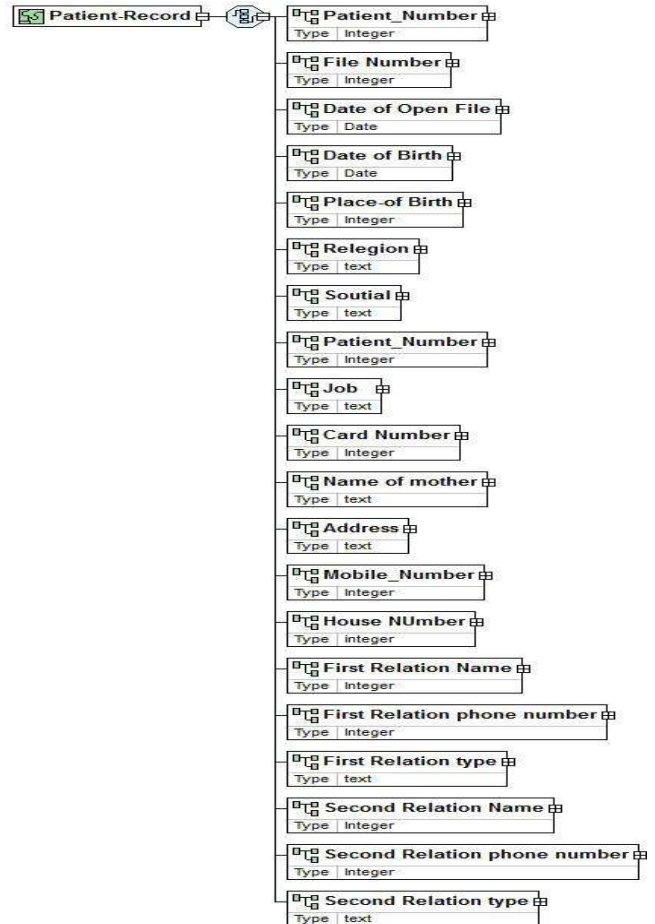 Patient-Record
Patient_Number
Type Integer
File Number
Type Integer
Date of Open File
Type Date
Date of Birth
Type Date
Place-of Birth
Type Integer
Relegion
Type text
Soutial
Type text
Patient_Number
Type Integer
Job
Type text
Card Number
Type Integer
Name of mother
Type text
Address
Type text
Mobile_Number
Type Integer
House NUmber
Type integer
First Relation Name
Type Integer
First Relation phone number
Type Integer
First Relation type
Type text
Second Relation Name
Type Integer
Second Relation phone number
Type Integer
Second Relation type
Type text